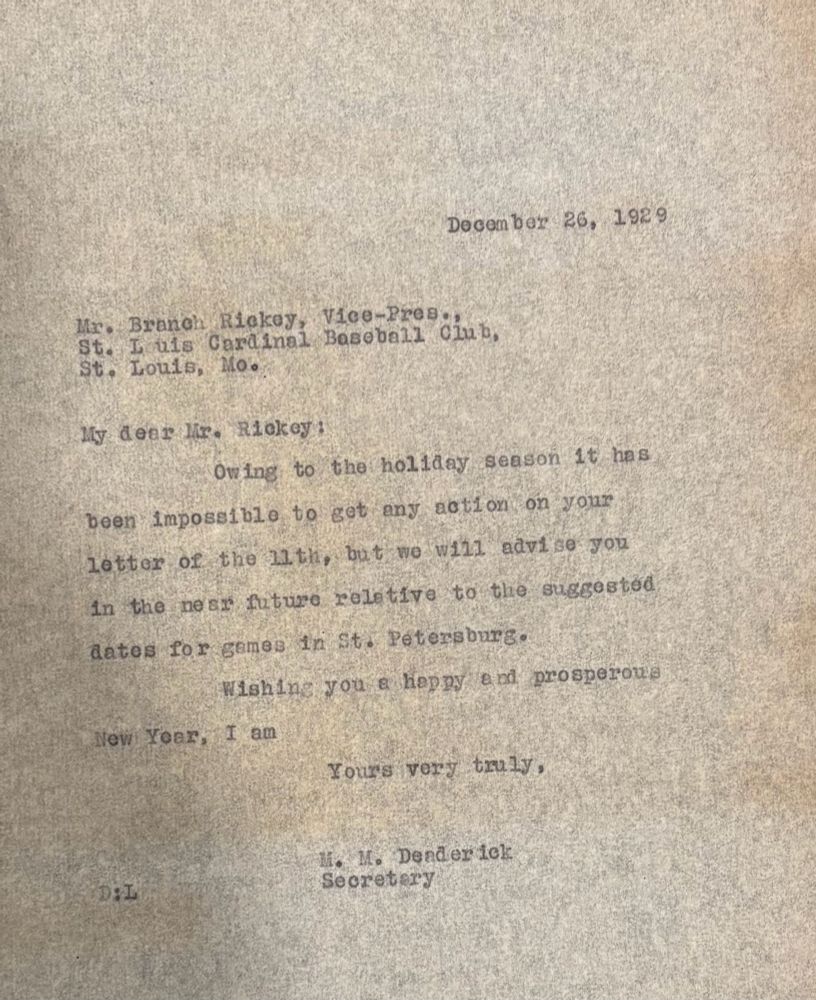 December 26, 1929
Mr. Branch Rickey, Vice-Pres.,
St. L uis Cardinal Baseball Club,
St. Louis, Mo.
My dear Mr. Rickey:
Owing to the holiday season it has
been impossible to get any action on your
letter of the 11th, but we will advise you
in the near future relative to the suggested
dates for games in St. Petersburg.
Wishing you a happy and prosperous
New Year, I am
Yours very truly,
M. M. Deaderick
Secretary
D:L